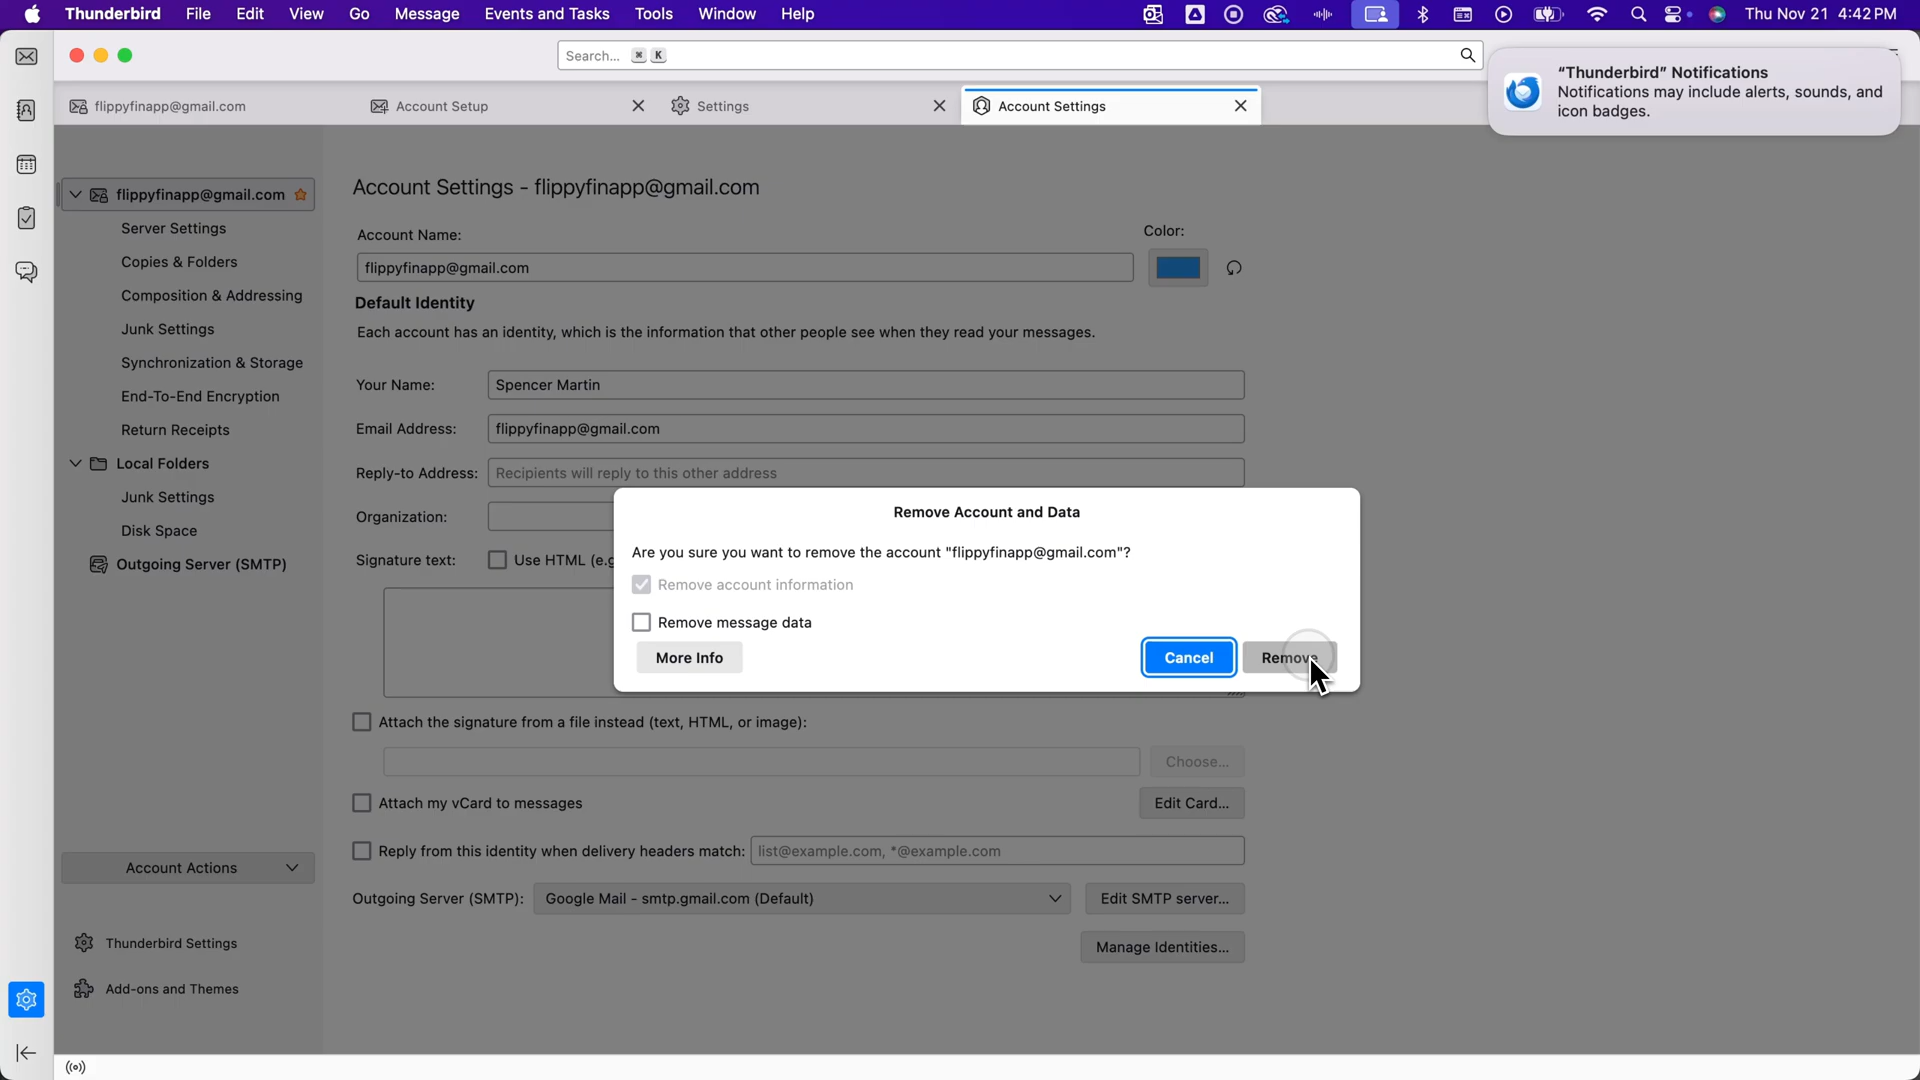 Thunderbird File Edit View Go Message Events and Tasks Tools Window Help Thu Nov 21 4:42 PM
Search... ⌘ K
"Thunderbird" Notifications
Notifications may include alerts, sounds, and
icon badges.
flippyfinapp@gmail.com Account Setup Settings Account Settings
flippyfinapp@gmail.com
Server Settings
Copies & Folders
Composition & Addressing
Junk Settings
Synchronization & Storage
End-To-End Encryption
Return Receipts
Local Folders
Junk Settings
Disk Space
Outgoing Server (SMTP)
Account Actions
Thunderbird Settings
Add-ons and Themes
Account Settings - flippyfinapp@gmail.com
Account Name: Color:
flippyfinapp@gmail.com
Default Identity
Each account has an identity, which is the information that other people see when they read your messages.
Your Name: Spencer Martin
Email Address: flippyfinapp@gmail.com
Reply-to Address: Recipients will reply to this other address
Organization:
Signature text: Use HTML (e.g
Remove Account and Data
Are you sure you want to remove the account "flippyfinapp@gmail.com"?
Remove account information
Remove message data
More Info Cancel Remove
Attach the signature from a file instead (text, HTML, or image):
Choose...
Attach my vCard to messages Edit Card...
Reply from this identity when delivery headers match: list@example.com, *@example.com
Outgoing Server (SMTP): Google Mail - smtp.gmail.com (Default) Edit SMTP server...
Manage Identities...